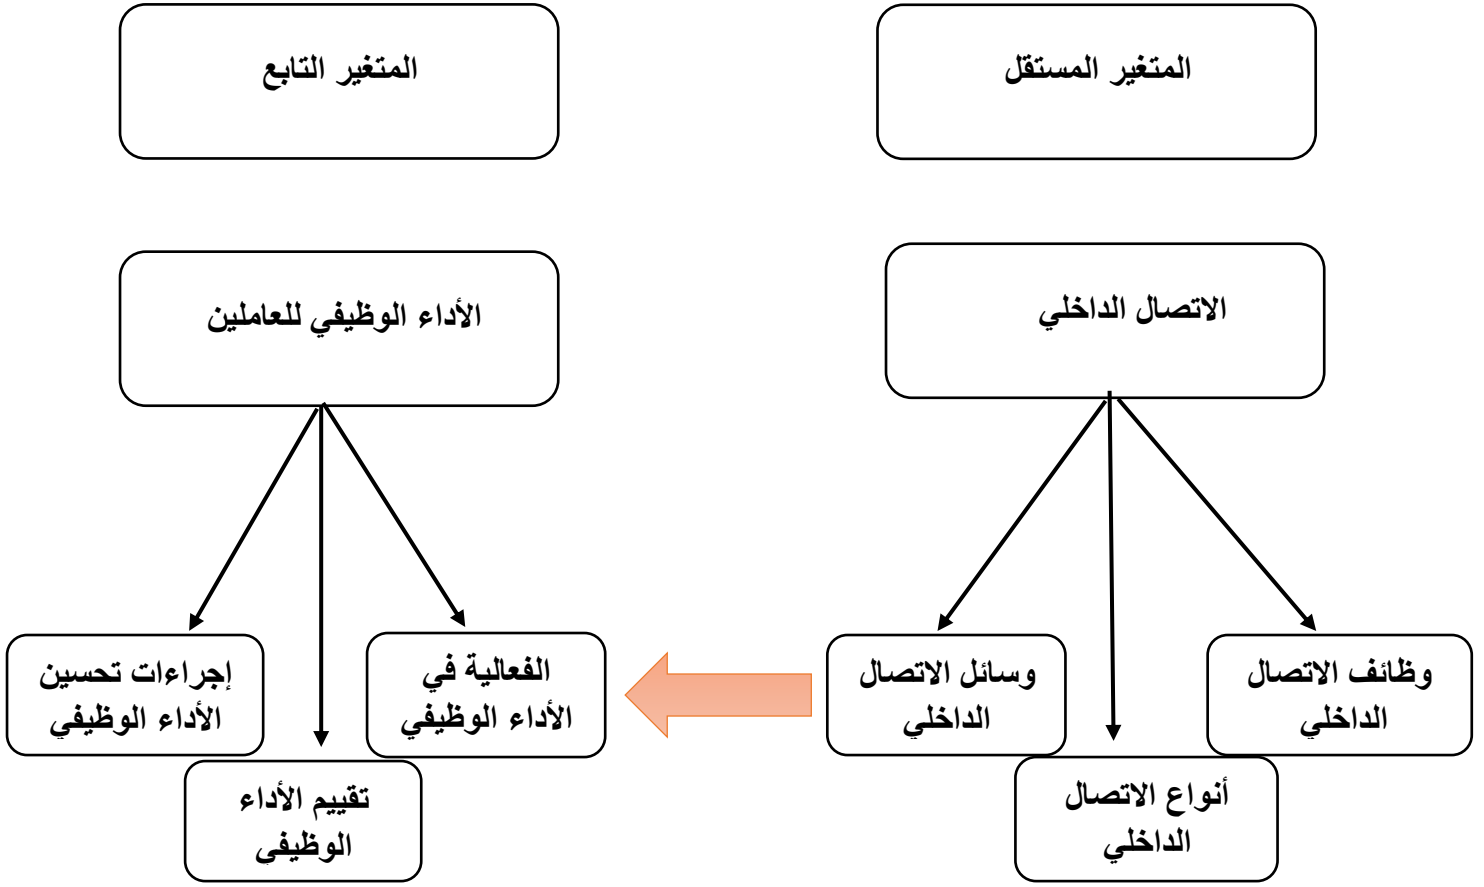 المتغير المستقل
المتغير التابع
الاتصال الداخلي
الأداء الوظيفي للعاملين
وظائف الاتصال
الداخلي
وسائل الاتصال
الداخلي
أنواع الاتصال
الداخلي
الفعالية في
الأداء الوظيفي
إجراءات تحسين
الأداء الوظيفي
تقييم الأداء
الوظيفي